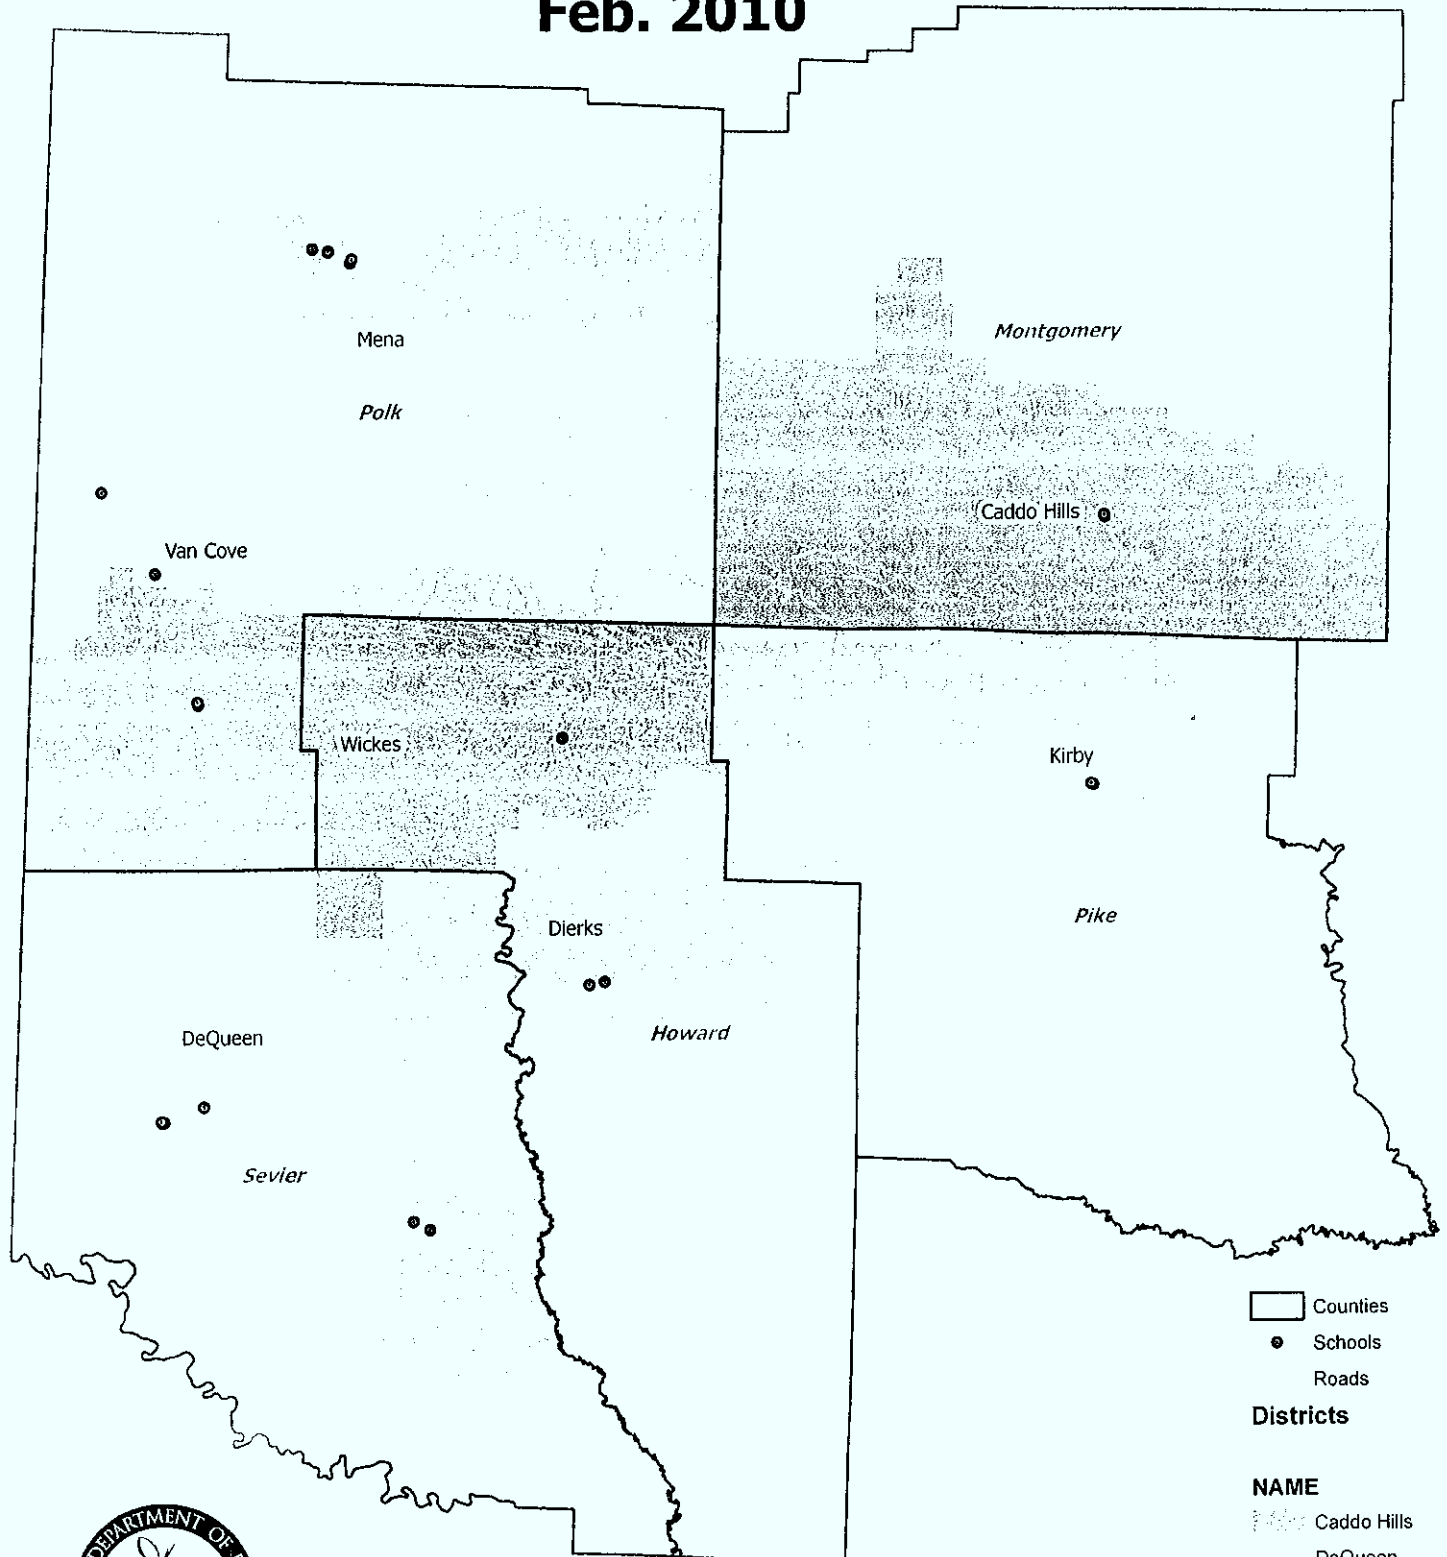 Feb. 2010
Montgomery
Mena
Polk
Caddo Hills
Van Cove
Wickes
Kirby
Pike
Dierks
Howard
DeQueen
Sevier
Counties
Schools
Roads
Districts
NAME
Caddo Hills
DeQueen
DEPARTMENT OF